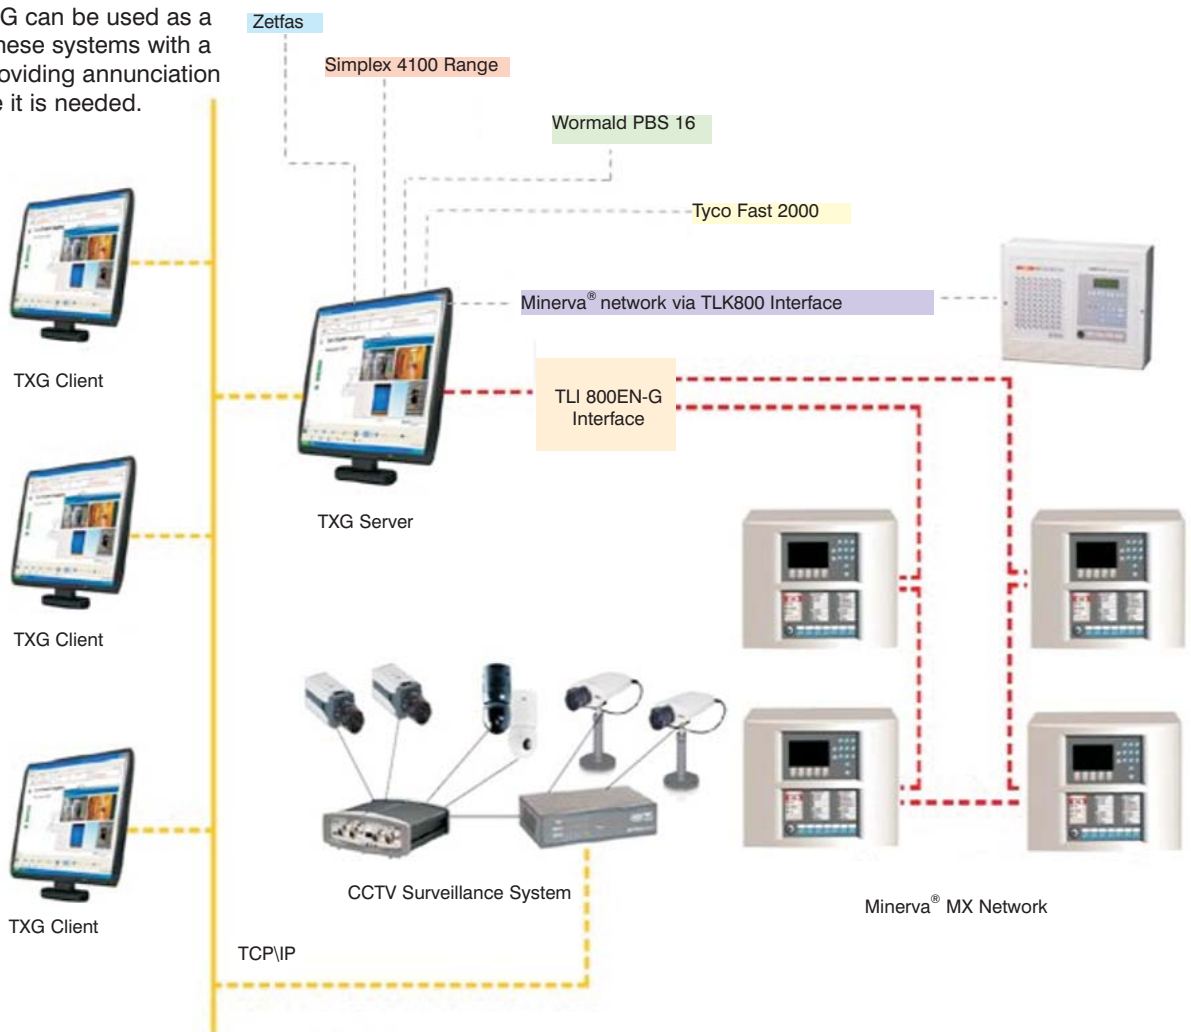 G can be used as a
hese systems with a
oviding annunciation
e it is needed.
Zetfas
Simplex 4100 Range
Wormald PBS 16
Tyco Fast 2000
Minerva® network via TLK800 Interface
TLI 800EN-G
Interface
TXG Client
TXG Server
TXG Client
CCTV Surveillance System
Minerva® MX Network
TXG Client
TCP\IP